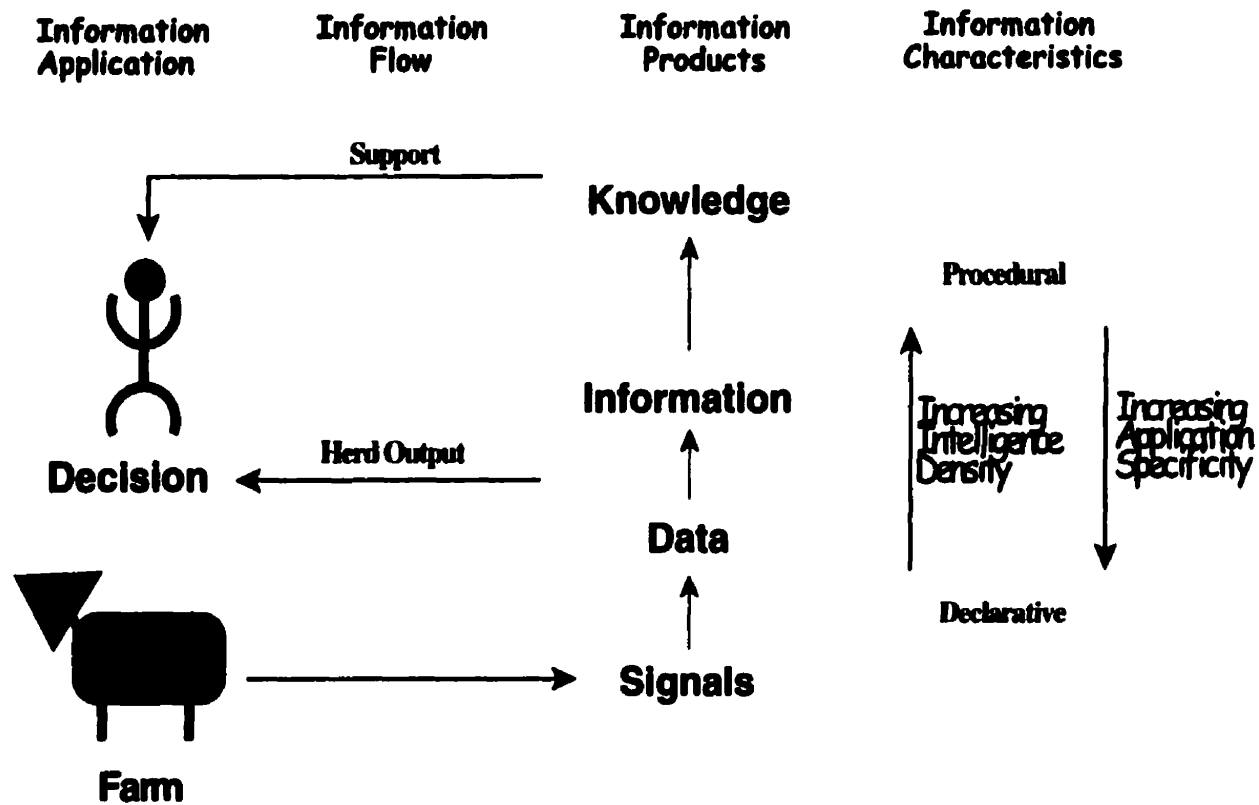 Information
Application
Information
Flow
Information
Products
Information
Characteristics
Support
Knowledge
Procedural
Information
Increasing
Intelligence
Density
Increasing
Application
Specificity
Herd Output
Decision
Data
Declarative
Signals
Farm